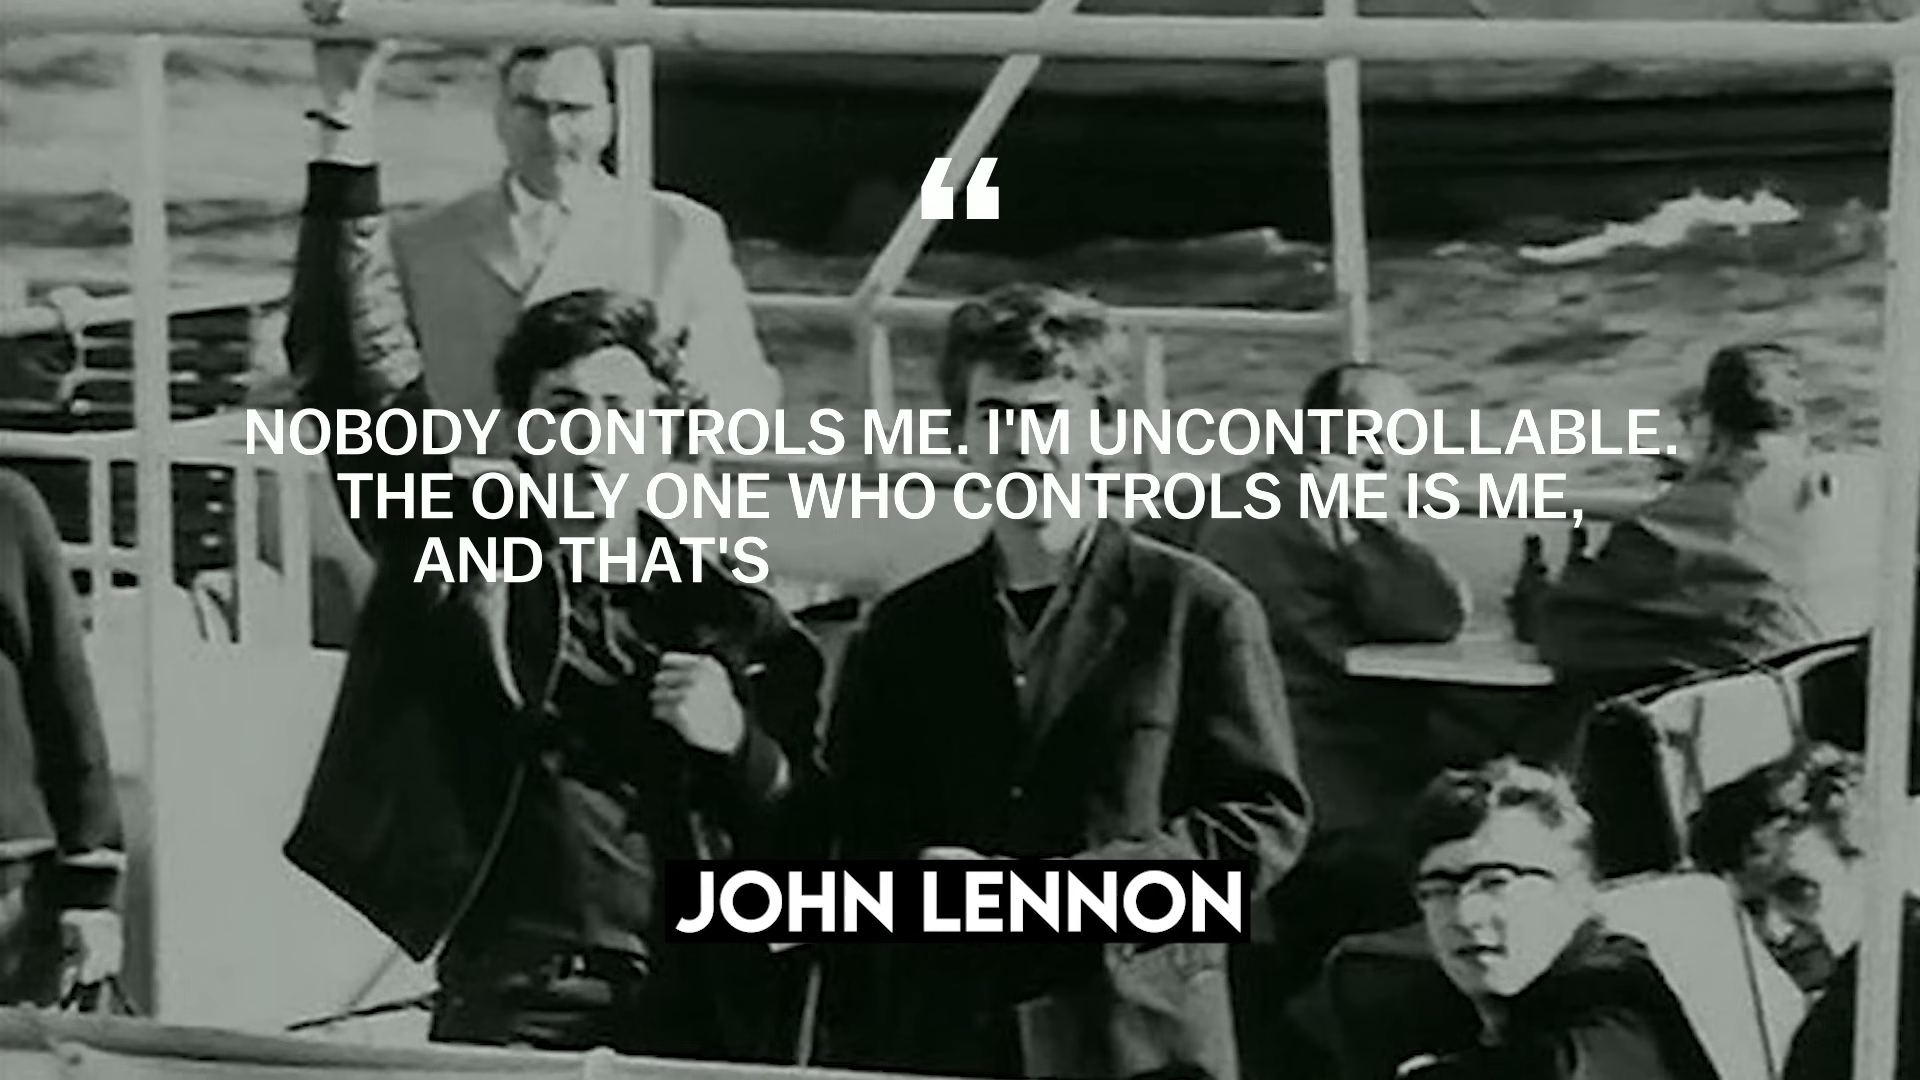 “
NOBODY CONTROLS ME. I'M UNCONTROLLABLE.
THE ONLY ONE WHO CONTROLS ME IS ME,
AND THAT'S
JOHN LENNON